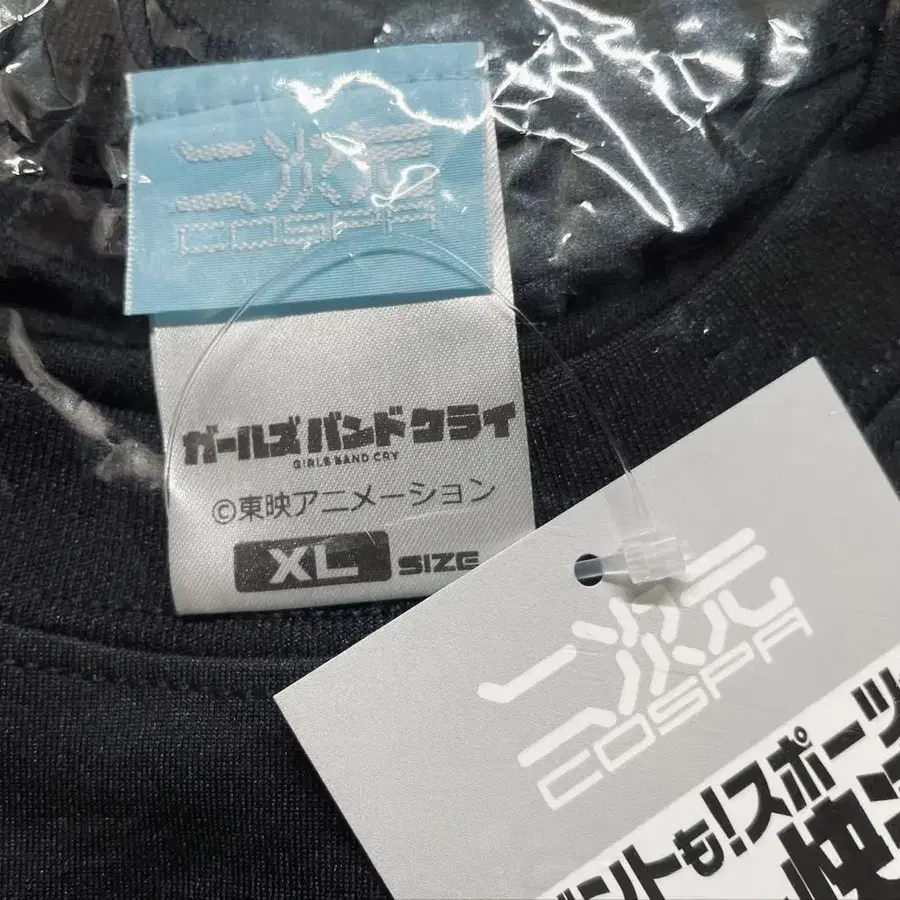 二次元
COSPA
ガールズバンドクライ
GIRLS BAND CRY
©東映アニメーション
XL SIZE
二次元
COSPA
ベントも!スポーツ
快